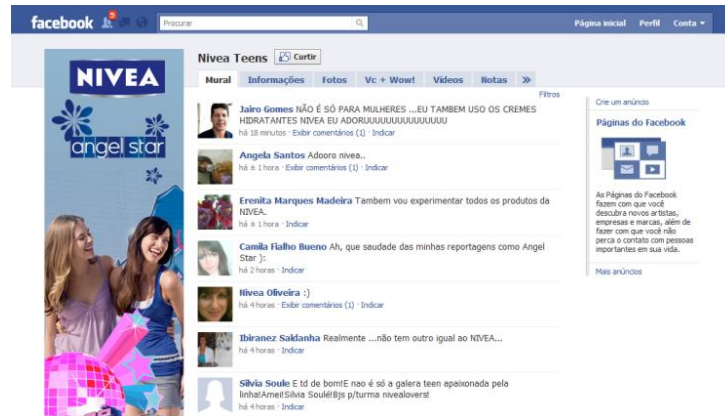 facebook
5
Procurar
Página inicial Perfil Conta
Nivea Teens Curtir
Mural Informações Fotos Vc + Wow! Vídeos Notas »
Filtros
NIVEA
angel star
Jairo Gomes NÃO É SÓ PARA MULHERES ...EU TAMBEM USO OS CREMES
HIDRATANTES NIVEA EU ADORUUUUUUUUUUUUUUU
há 18 minutos · Exibir comentários (1) · Indicar
Angela Santos Adooro nivea..
há ± 1 hora · Exibir comentários (1) · Indicar
Erenita Marques Madeira Tambem vou experimentar todos os produtos da
NIVEA.
há ± 1 hora · Indicar
Camila Fialho Bueno Ah, que saudade das minhas reportagens como Angel
Star ):
há 2 horas · Indicar
Nivea Oliveira :)
há 4 horas · Exibir comentários (1) · Indicar
Ibiranez Saldanha Realmente ...não tem outro igual ao NIVEA...
há 4 horas · Indicar
Silvia Soule E td de bom!E nao é só a galera teen apaixonada pela
linha!Amei!Silvia Soulé!Bjs p/turma nivealovers!
há 4 horas · Indicar
Crie um anúncio
Páginas do Facebook
As Páginas do Facebook
fazem com que você
descubra novos artistas,
empresas e marcas, além de
fazer com que você não
perca o contato com pessoas
importantes em sua vida.
Mais anúncios